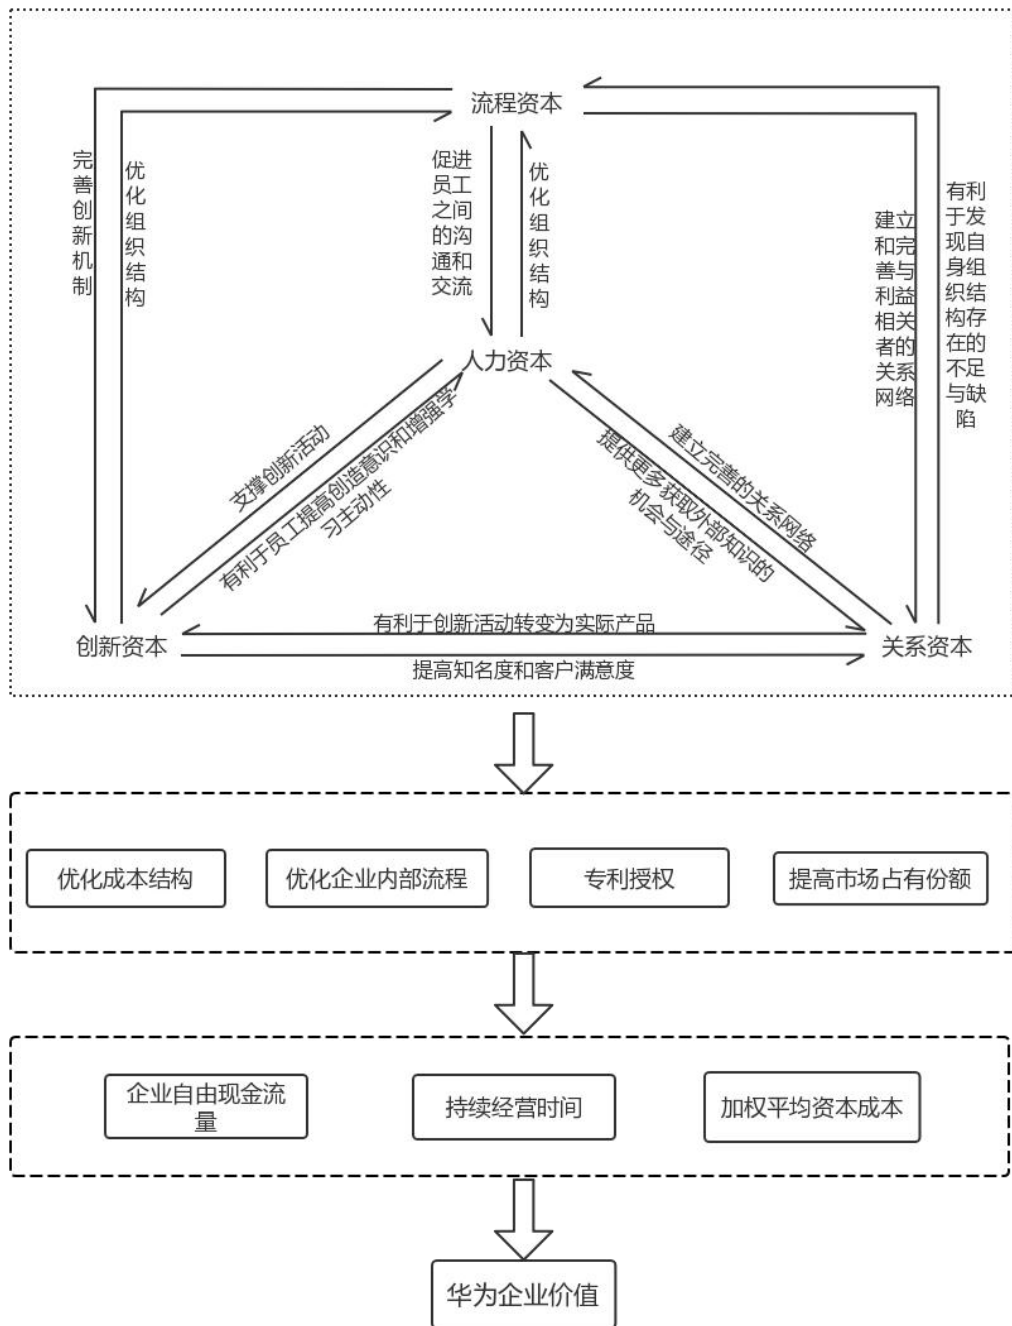 流程资本
完善创新机制
优化组织结构
促进
员工
之间
的沟
通和
交流
优化组织结构
建立
和完
善与
利益
相关
者的
关系
网络
有利
于发
现自
身组
织结
构存
在的
不足
与缺
陷
人力资本
支撑创新活动
有利于员工提高创造意识和增强学
习主动性
建立完善的关系网络
提供更多获取外部知识的
机会与途径
创新资本
有利于创新活动转变为实际产品
提高知名度和客户满意度
关系资本
优化成本结构
优化企业内部流程
专利授权
提高市场占有份额
企业自由现金流
量
持续经营时间
加权平均资本成本
华为企业价值